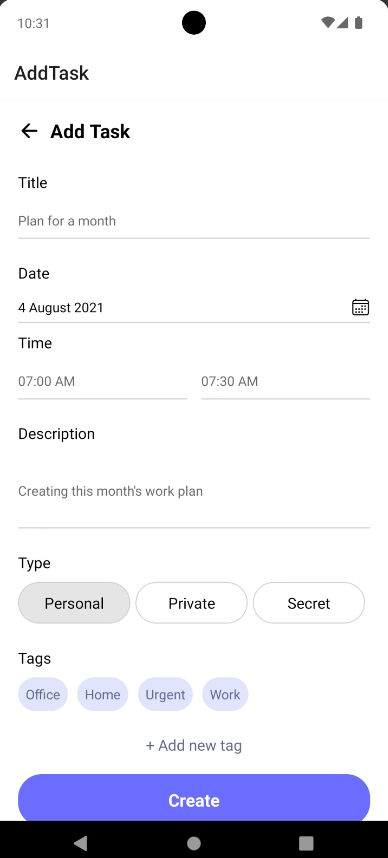 10:31
AddTask
Add Task
Title
Plan for a month
Date
4 August 2021
Time
07:00 AM 07:30 AM
Description
Creating this month's work plan
Type
Personal Private Secret
Tags
Office Home Urgent Work
+ Add new tag
Create